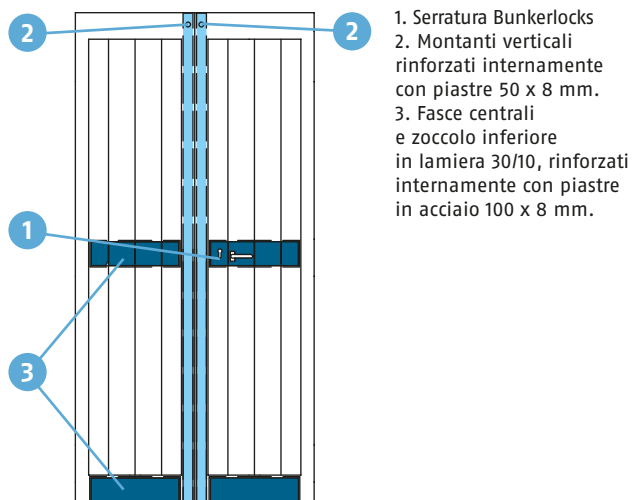 2
2
1
3
1. Serratura Bunkerlocks
2. Montanti verticali
rinforzati internamente
con piastre 50 x 8 mm.
3. Fasce centrali
e zoccolo inferiore
in lamiera 30/10, rinforzati
internamente con piastre
in acciaio 100 x 8 mm.